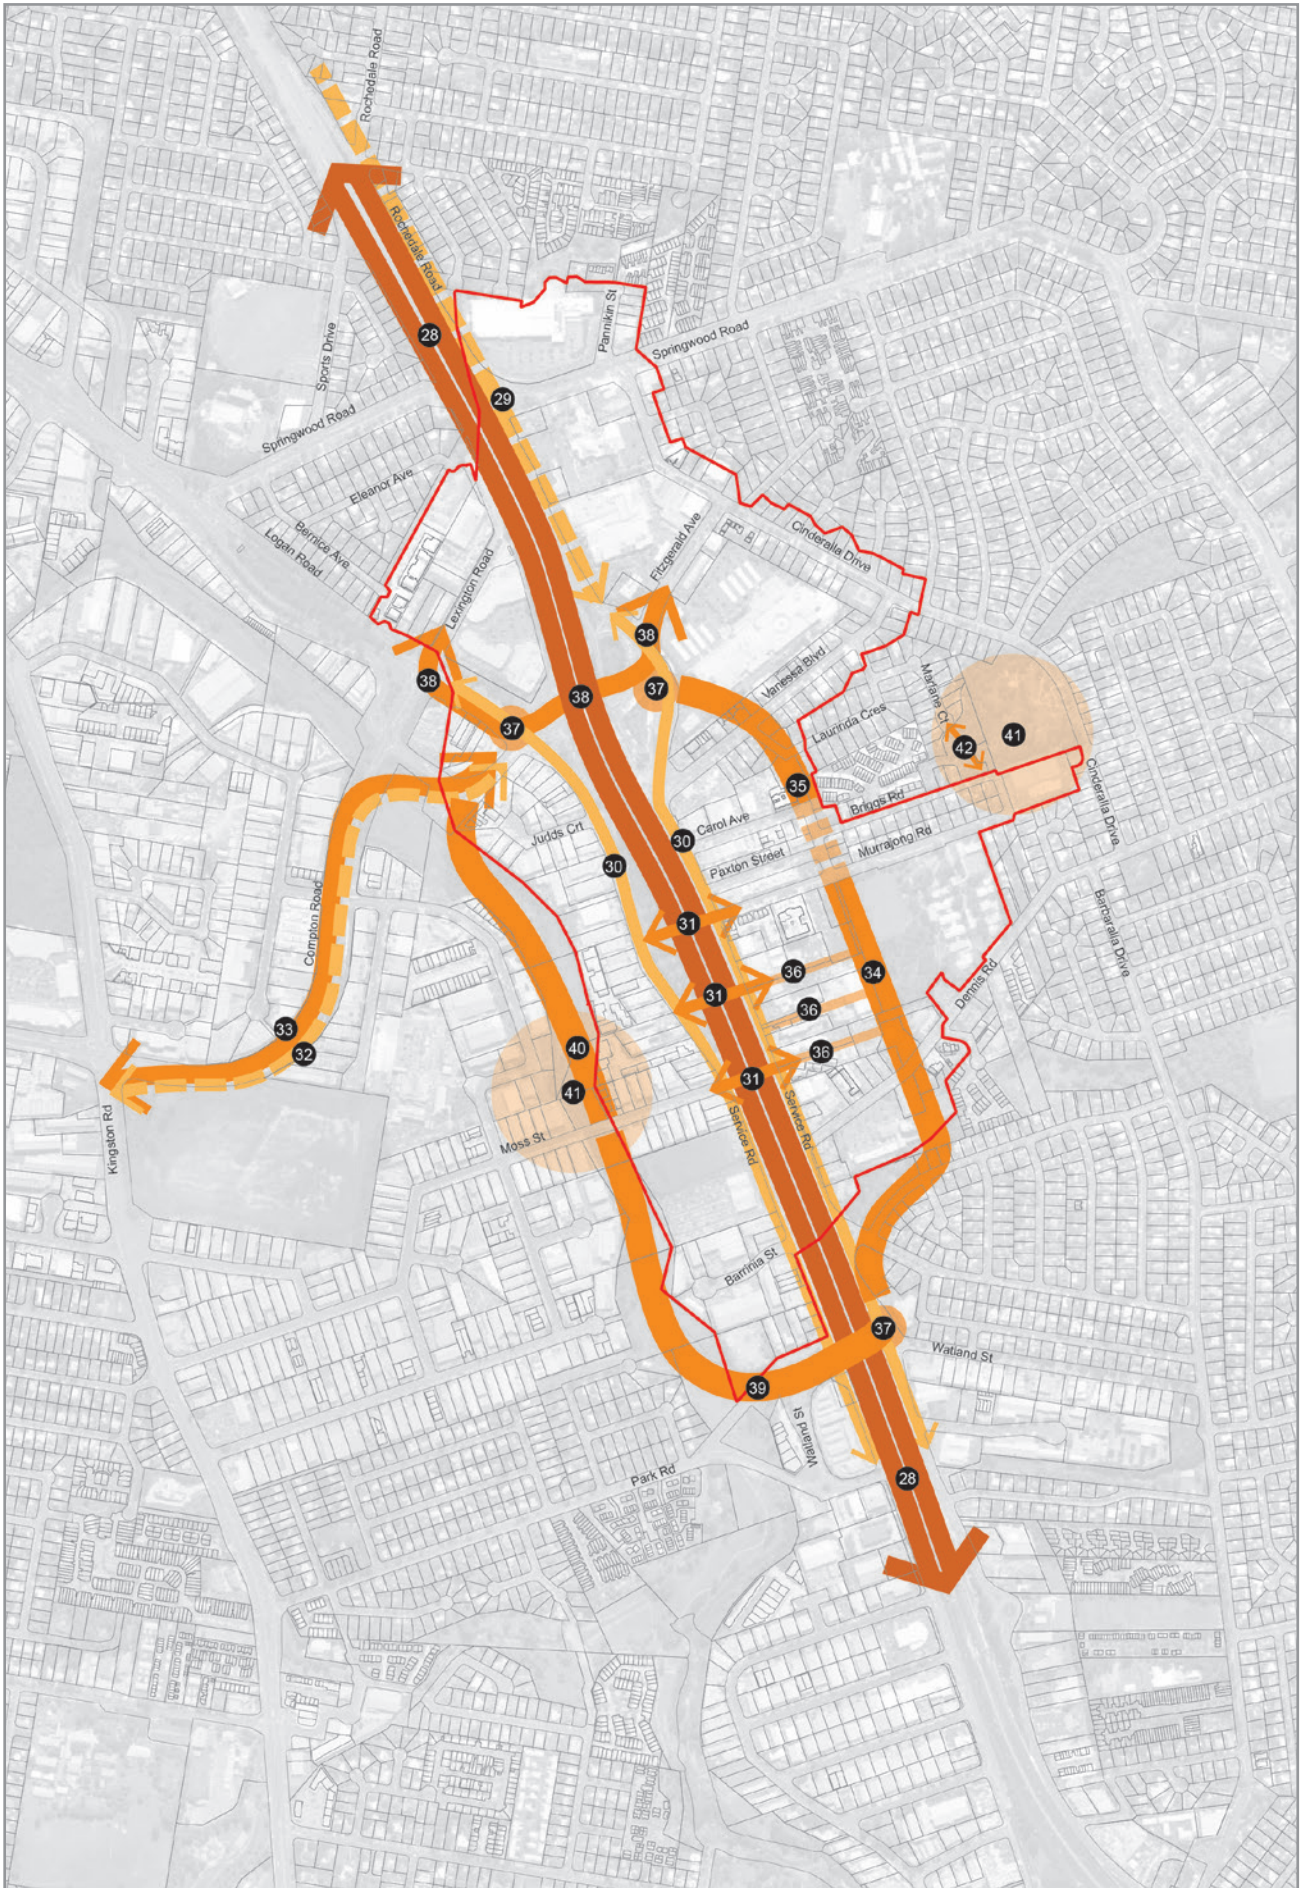 Rochedale Road
Rochedale Road
28
Pannikin St
Springwood Road
Sports Drive
29
Springwood Road
Eleanor Ave
Bernice Ave
Logan Road
Fitzgerald Ave
Cinderalla Drive
Lexington Road
38
38
37
38
37
Vanessa Blvd
Marlane Ct
Laurinda Cres
41
42
35
Briggs Rd
Cinderalla Drive
Judds Crt
30
Carol Ave
30
Paxton Street
Murrajong Rd
Compton Road
31
Barbaralla Drive
36
34
Dennis Rd
31
36
33
32
40
36
31
41
Kingston Rd
Moss St
Service Rd
Service Rd
Barrinia St
37
Watland St
39
Watland St
Park Rd
28